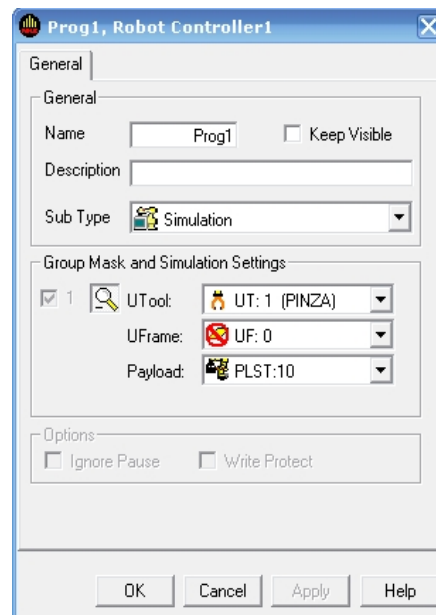 Prog1, Robot Controller1
General
General
Name Prog1 Keep Visible
Description
Sub Type Simulation
Group Mask and Simulation Settings
1 UTool: UT: 1 (PINZA)
UFrame: UF: 0
Payload: PLST:10
Options
Ignore Pause Write Protect
OK Cancel Apply Help